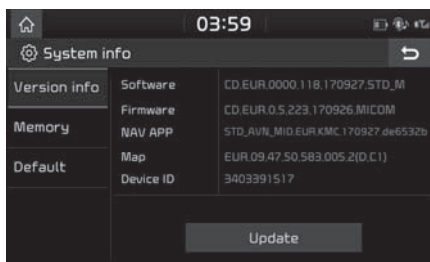 03:59
System info
Version info
Memory
Default
Software CD.EUR.0000.118.170927.STD_M
Firmware CD.EUR.0.5.223.170926.MICOM
NAV APP STD_AVN_MID.EUR.KMC.170927.de6532b
Map EUR.09.47.50.583.005.2(D,C1)
Device ID 3403391517
Update